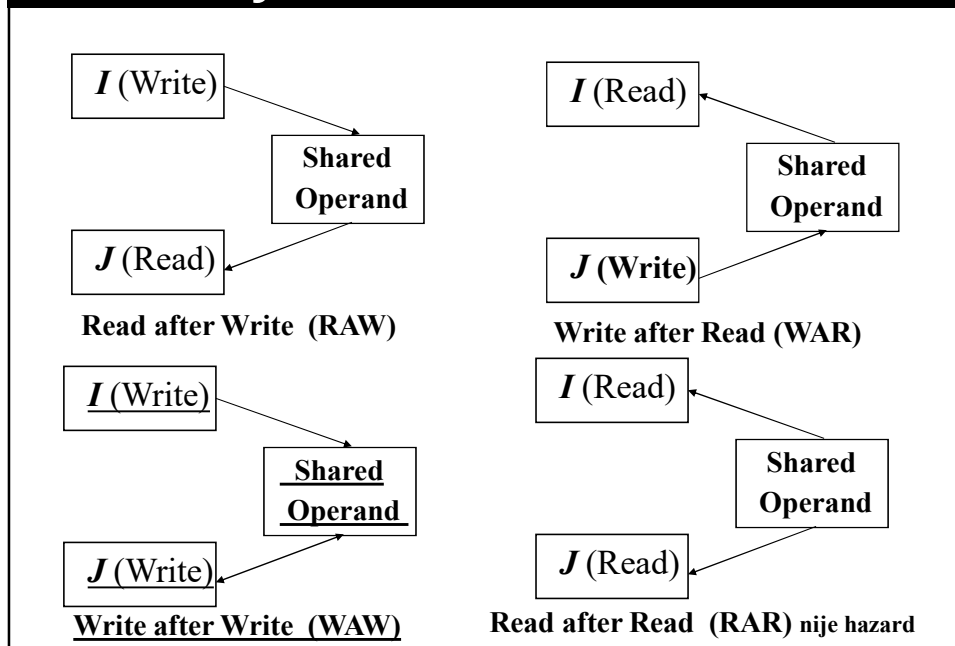 I (Write)
Shared
Operand
J (Read)
Read after Write (RAW)
I (Read)
Shared
Operand
J (Write)
Write after Read (WAR)
I (Write)
Shared
Operand
J (Write)
Write after Write (WAW)
I (Read)
Shared
Operand
J (Read)
Read after Read (RAR) nije hazard